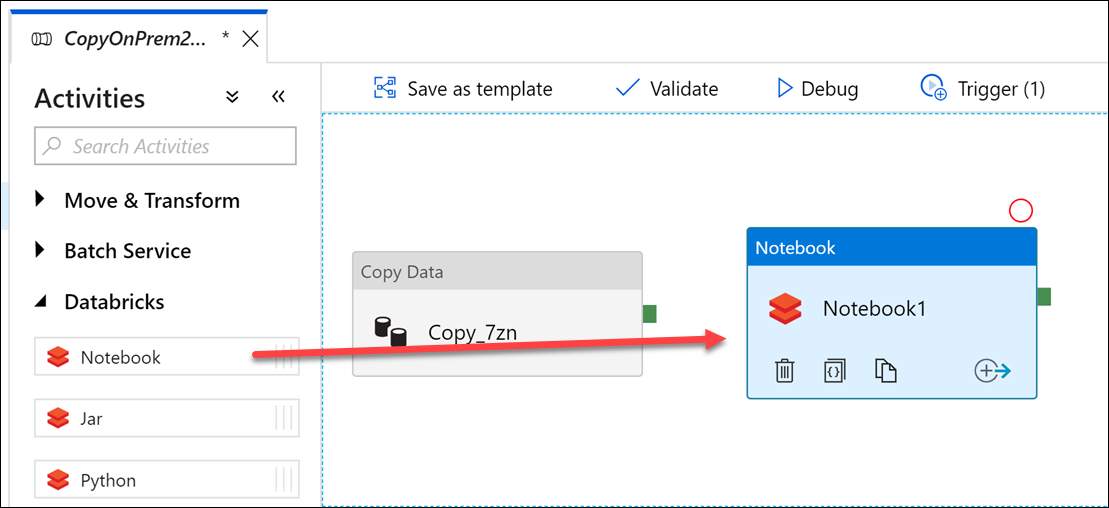 CopyOnPrem2... *
Activities
Save as template
Validate
Debug
Trigger (1)
Search Activities
Move & Transform
Batch Service
Databricks
Notebook
Jar
Python
Copy Data
Copy_7zn
Notebook
Notebook1
{}